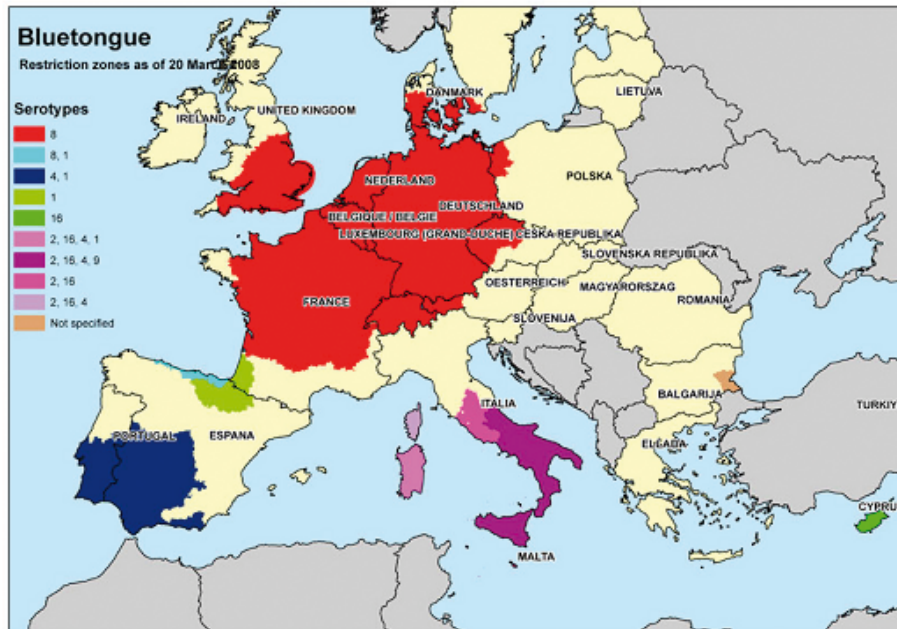 Bluetongue
Restriction zones as of 20 March 2008
Serotypes
8
8, 1
4, 1
1
16
2, 16, 4, 1
2, 16, 4, 9
2, 16
2, 16, 4
Not specified
IRELAND
UNITED KINGDOM
DANMARK
LIETUVA
NEDERLAND
POLSKA
DEUTSCHLAND
BELGIQUE / BELGIE
LUXEMBOURG (GRAND-DUCHE)
CESKA REPUBLIKA
SLOVENSKA REPUBLIKA
OESTERREICH
MAGYARORSZAG
FRANCE
ROMANIA
SLOVENIJA
ITALIA
BALGARIJA
TURKIY
PORTUGAL
ESPANA
ELLADA
CYPRU
MALTA